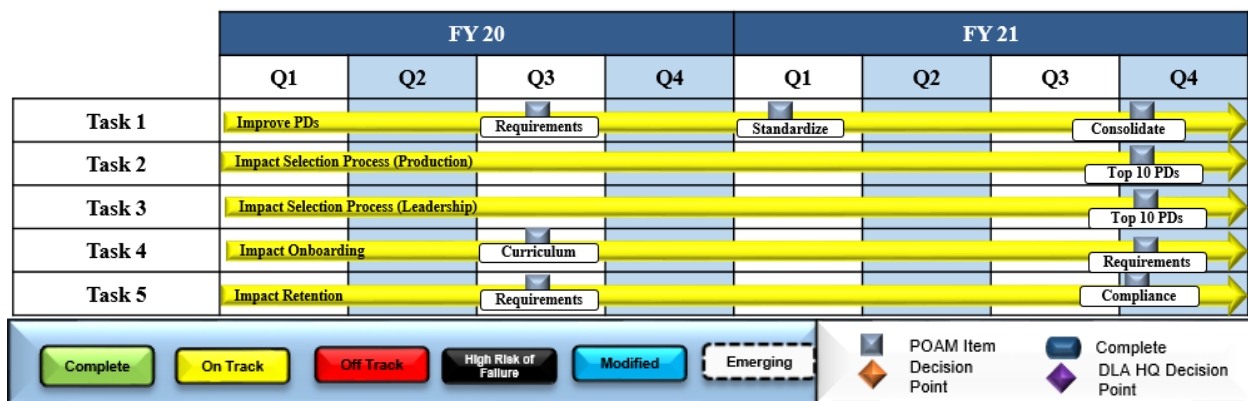 FY 20 FY 21
Q1 Q2 Q3 Q4 Q1 Q2 Q3 Q4
Task 1 Improve PDs Requirements Standardize Consolidate
Task 2 Impact Selection Process (Production) Top 10 PDs
Task 3 Impact Selection Process (Leadership) Top 10 PDs
Task 4 Impact Onboarding Curriculum Requirements
Task 5 Impact Retention Requirements Compliance
Complete On Track Off Track High Risk of Failure Modified Emerging
POAM Item Complete
Decision Point DLA HQ Decision Point